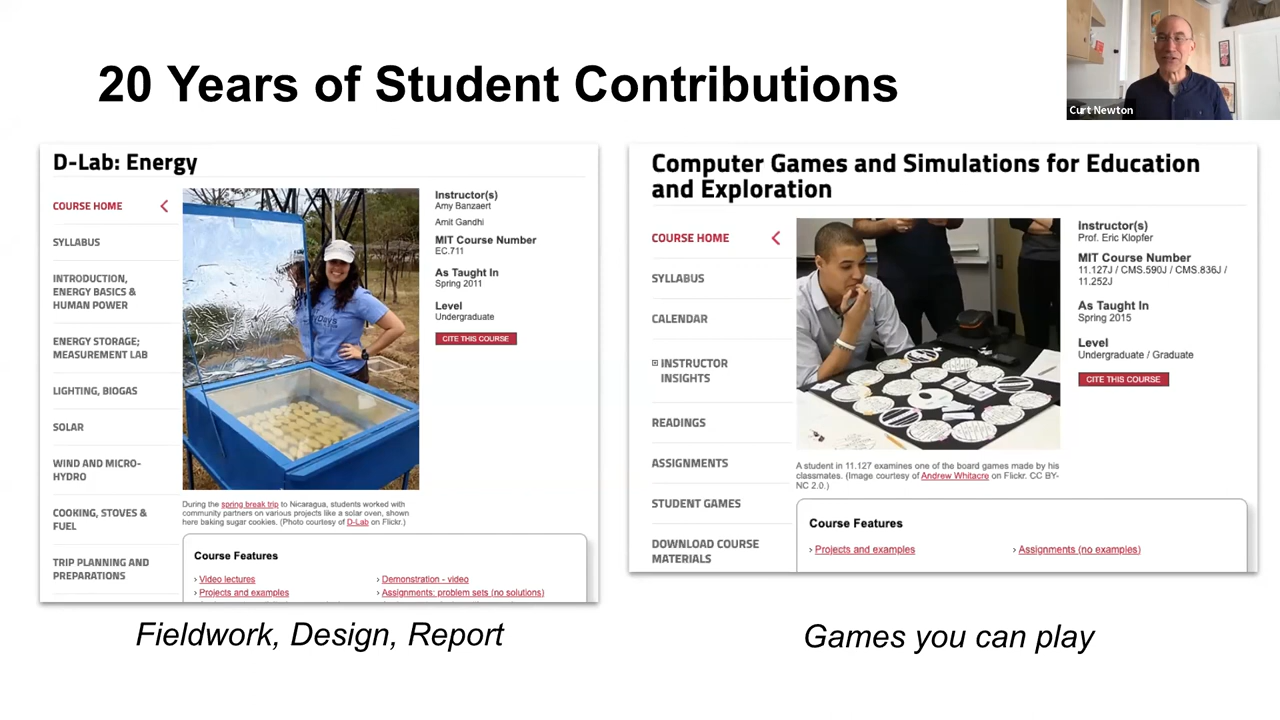 20 Years of Student Contributions
Curt Newton
D-Lab: Energy
COURSE HOME
SYLLABUS
INTRODUCTION,
ENERGY BASICS &
HUMAN POWER
ENERGY STORAGE;
MEASUREMENT LAB
LIGHTING, BIOGAS
SOLAR
WIND AND MICRO-
HYDRO
COOKING, STOVES &
FUEL
TRIP PLANNING AND
PREPARATIONS
Instructor(s)
Amy Banzaert
Amit Gandhi
MIT Course Number
EC.711
As Taught In
Spring 2011
Level
Undergraduate
CITE THIS COURSE
During the spring break trip to Nicaragua, students worked with
community partners on various projects like a solar oven, shown
here baking sugar cookies. (Photo courtesy of D-Lab on Flickr.)
Course Features
› Video lectures
› Demonstration - video
› Projects and examples
› Assignments: problem sets (no solutions)
Fieldwork, Design, Report
Computer Games and Simulations for Education
and Exploration
COURSE HOME
SYLLABUS
CALENDAR
INSTRUCTOR
INSIGHTS
READINGS
ASSIGNMENTS
STUDENT GAMES
DOWNLOAD COURSE
MATERIALS
Instructor(s)
Prof. Eric Klopfer
MIT Course Number
11.127J / CMS.590J / CMS.836J /
11.252J
As Taught In
Spring 2015
Level
Undergraduate / Graduate
CITE THIS COURSE
A student in 11.127 examines one of the board games made by his
classmates. (Image courtesy of Andrew Whitacre on Flickr. CC BY-
NC 2.0.)
Course Features
› Projects and examples
› Assignments (no examples)
Games you can play